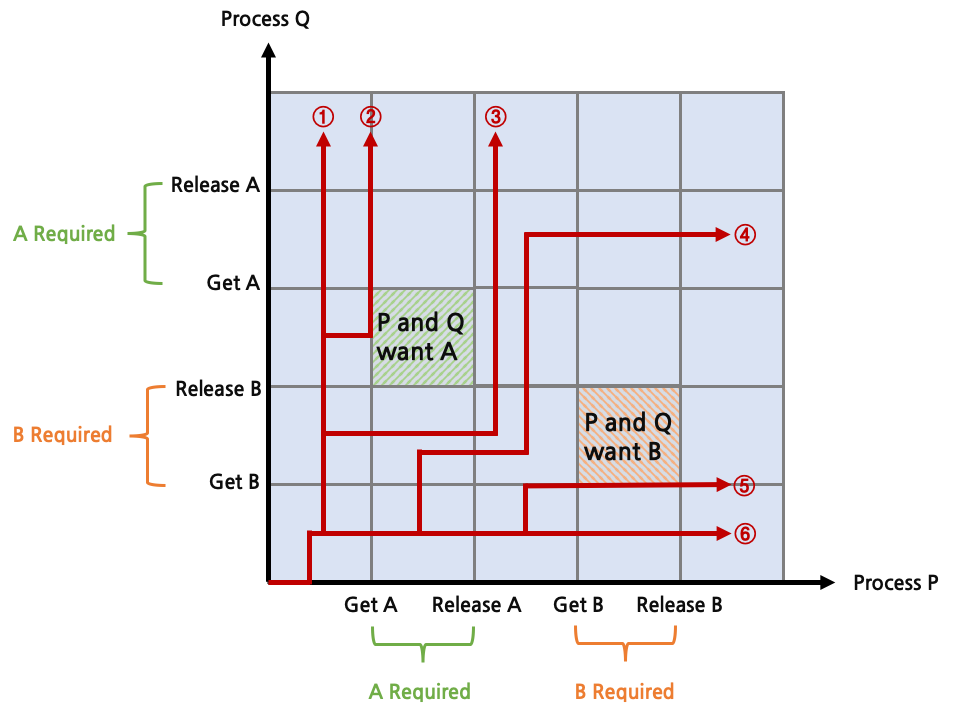 Process Q
① ② ③
Release A
A Required
④
Get A
P and Q
want A
Release B
B Required
P and Q
want B
Get B
⑤
⑥
Process P
Get A Release A Get B Release B
A Required B Required